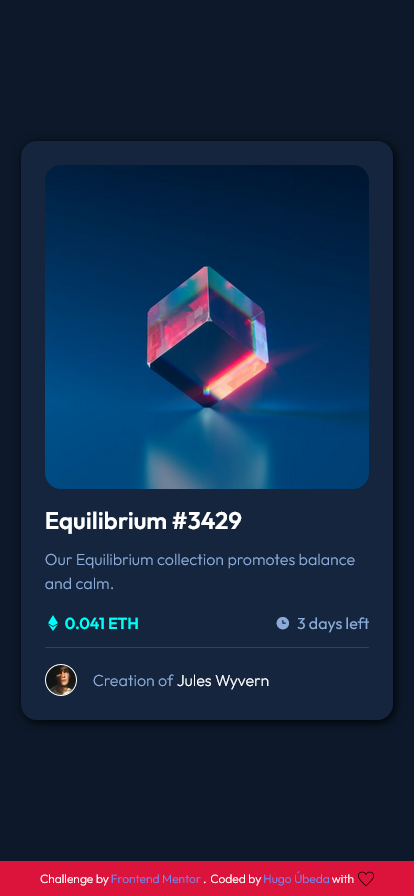 Equilibrium #3429
Our Equilibrium collection promotes balance
and calm.
0.041 ETH
3 days left
Creation of Jules Wyvern
Challenge by Frontend Mentor . Coded by Hugo Úbeda with